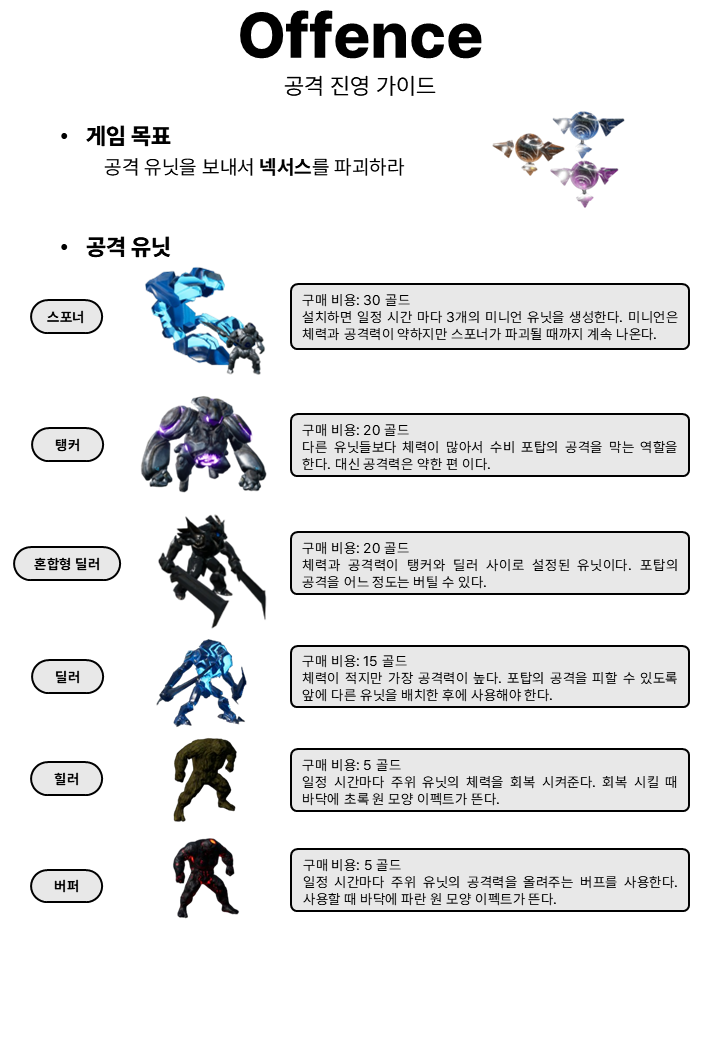 Offence
공격 진영 가이드
• 게임 목표
공격 유닛을 보내서 넥서스를 파괴하라
• 공격 유닛
스포너
구매 비용: 30 골드
설치하면 일정 시간 마다 3개의 미니언 유닛을 생성한다. 미니언은
체력과 공격력이 약하지만 스포너가 파괴될 때까지 계속 나온다.
탱커
구매 비용: 20 골드
다른 유닛들보다 체력이 많아서 수비 포탑의 공격을 막는 역할을
한다. 대신 공격력은 약한 편 이다.
혼합형 딜러
구매 비용: 20 골드
체력과 공격력이 탱커와 딜러 사이로 설정된 유닛이다. 포탑의
공격을 어느 정도는 버틸 수 있다.
딜러
구매 비용: 15 골드
체력이 적지만 가장 공격력이 높다. 포탑의 공격을 피할 수 있도록
앞에 다른 유닛을 배치한 후에 사용해야 한다.
힐러
구매 비용: 5 골드
일정 시간마다 주위 유닛의 체력을 회복 시켜준다. 회복 시킬 때
바닥에 초록 원 모양 이펙트가 뜬다.
버퍼
구매 비용: 5 골드
일정 시간마다 주위 유닛의 공격력을 올려주는 버프를 사용한다.
사용할 때 바닥에 파란 원 모양 이펙트가 뜬다.